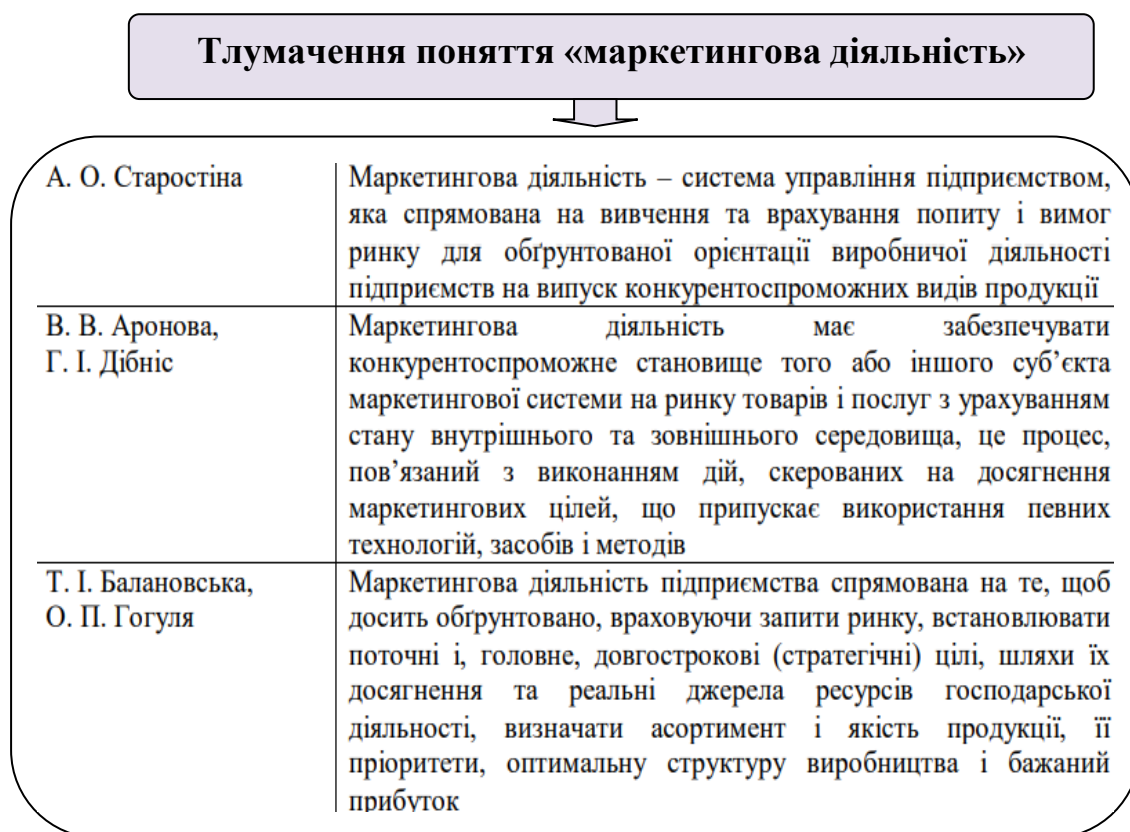 Тлумачення поняття «маркетингова діяльність»
А. О. Старостіна
Маркетингова діяльність – система управління підприємством,
яка спрямована на вивчення та врахування попиту і вимог
ринку для обґрунтованої орієнтації виробничої діяльності
підприємств на випуск конкурентоспроможних видів продукції
В. В. Аронова,
Г. І. Дібніс
Маркетингова діяльність має забезпечувати
конкурентоспроможне становище того або іншого суб’єкта
маркетингової системи на ринку товарів і послуг з урахуванням
стану внутрішнього та зовнішнього середовища, це процес,
пов’язаний з виконанням дій, скерованих на досягнення
маркетингових цілей, що припускає використання певних
технологій, засобів і методів
Т. І. Балановська,
О. П. Гогуля
Маркетингова діяльність підприємства спрямована на те, щоб
досить обґрунтовано, враховуючи запити ринку, встановлювати
поточні і, головне, довгострокові (стратегічні) цілі, шляхи їх
досягнення та реальні джерела ресурсів господарської
діяльності, визначати асортимент і якість продукції, її
пріоритети, оптимальну структуру виробництва і бажаний
прибуток